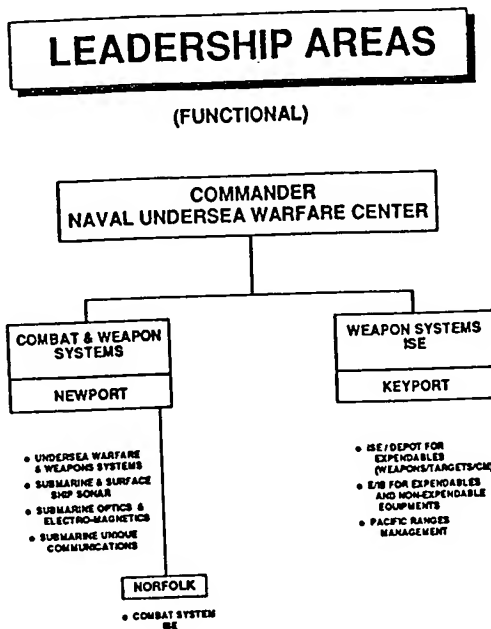 LEADERSHIP AREAS
(FUNCTIONAL)
COMMANDER
NAVAL UNDERSEA WARFARE CENTER
COMBAT & WEAPON
SYSTEMS
NEWPORT
• UNDERSEA WARFARE
& WEAPONS SYSTEMS
• SUBMARINE & SURFACE
SHIP SONAR
• SUBMARINE OPTICS &
ELECTRO-MAGNETICS
• SUBMARINE UNIQUE
COMMUNICATIONS
NORFOLK
• COMBAT SYSTEM
ISE
WEAPON SYSTEMS
ISE
KEYPORT
• ISE / DEPOT FOR
EXPENDABLES
(WEAPONS/TARGETS/CM)
• FOR EXPENDABLES
AND NON-EXPENDABLE
EQUIPMENTS
• PACIFIC RANGES
MANAGEMENT